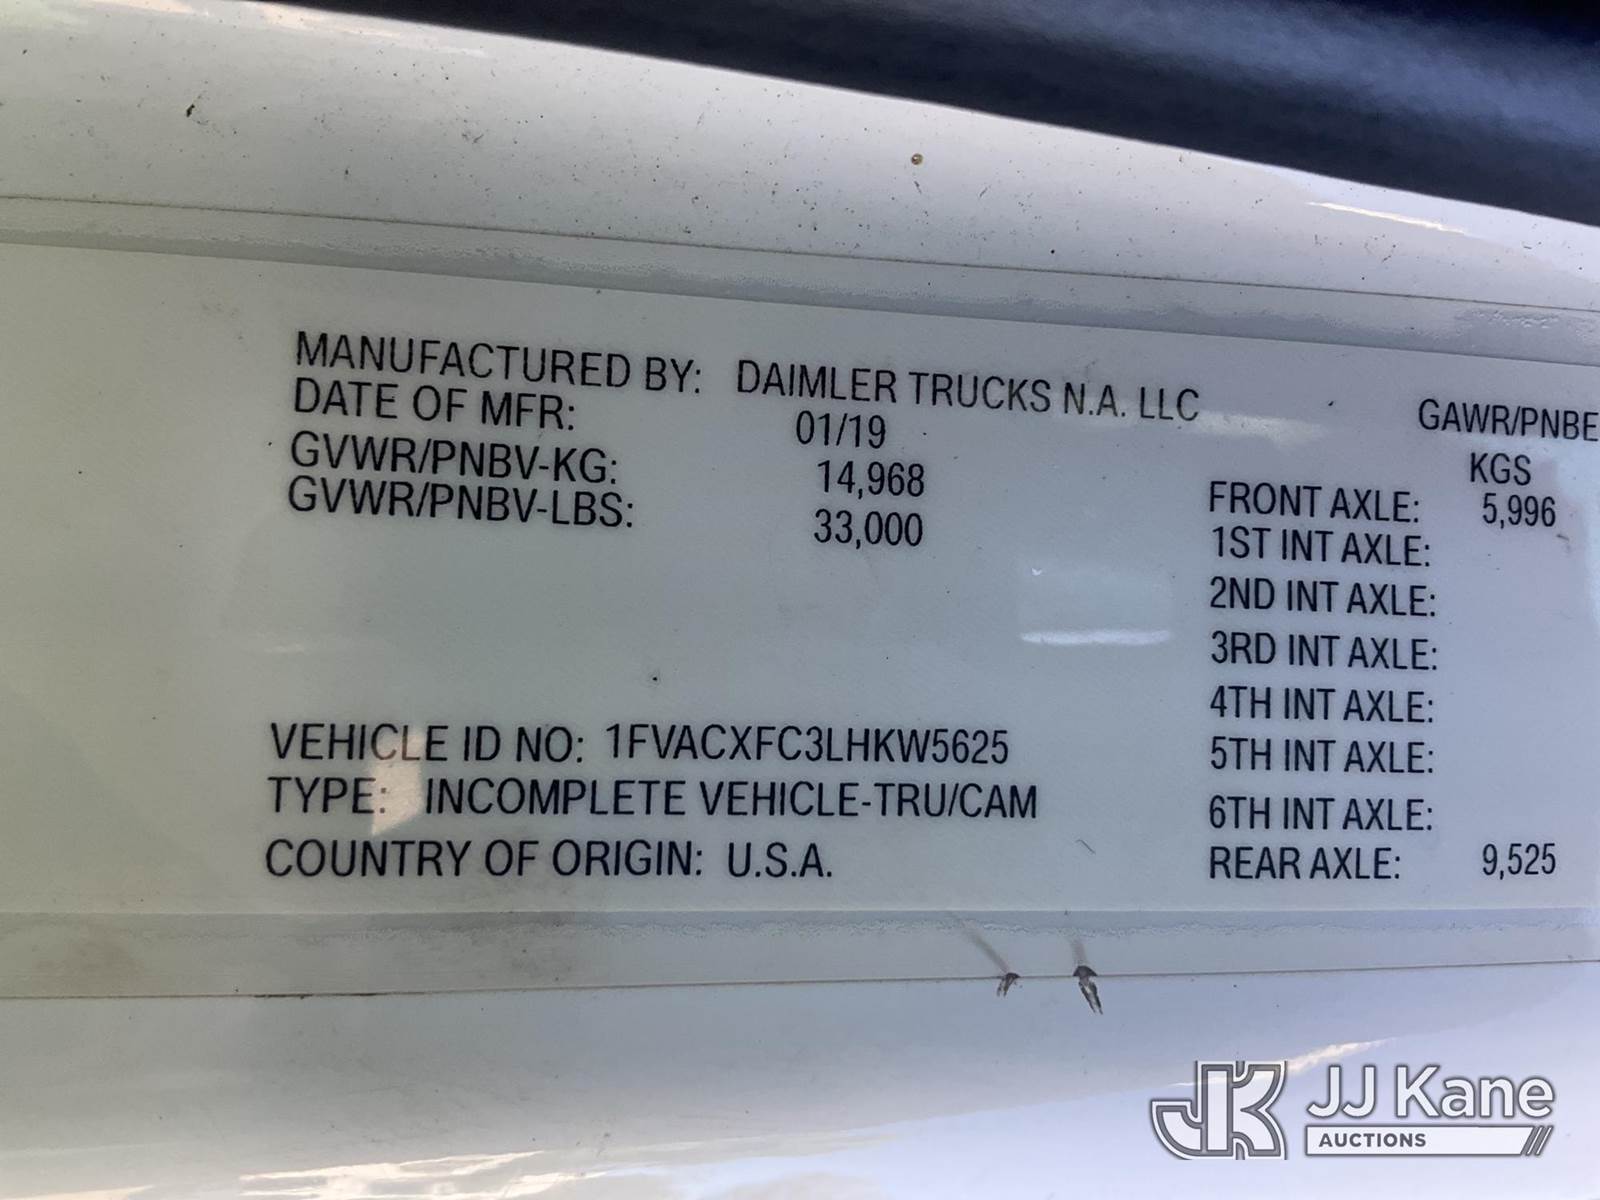 MANUFACTURED BY: DAIMLER TRUCKS N.A. LLC
DATE OF MFR: 01/19
GVWR/PNBV-KG: 14,968
GVWR/PNBV-LBS: 33,000
VEHICLE ID NO: 1FVACXFC3LHKW5625
TYPE: INCOMPLETE VEHICLE-TRU/CAM
COUNTRY OF ORIGIN: U.S.A.
GAWR/PNBE
KGS
FRONT AXLE: 5,996
1ST INT AXLE:
2ND INT AXLE:
3RD INT AXLE:
4TH INT AXLE:
5TH INT AXLE:
6TH INT AXLE:
REAR AXLE: 9,525
JK JJ Kane
AUCTIONS